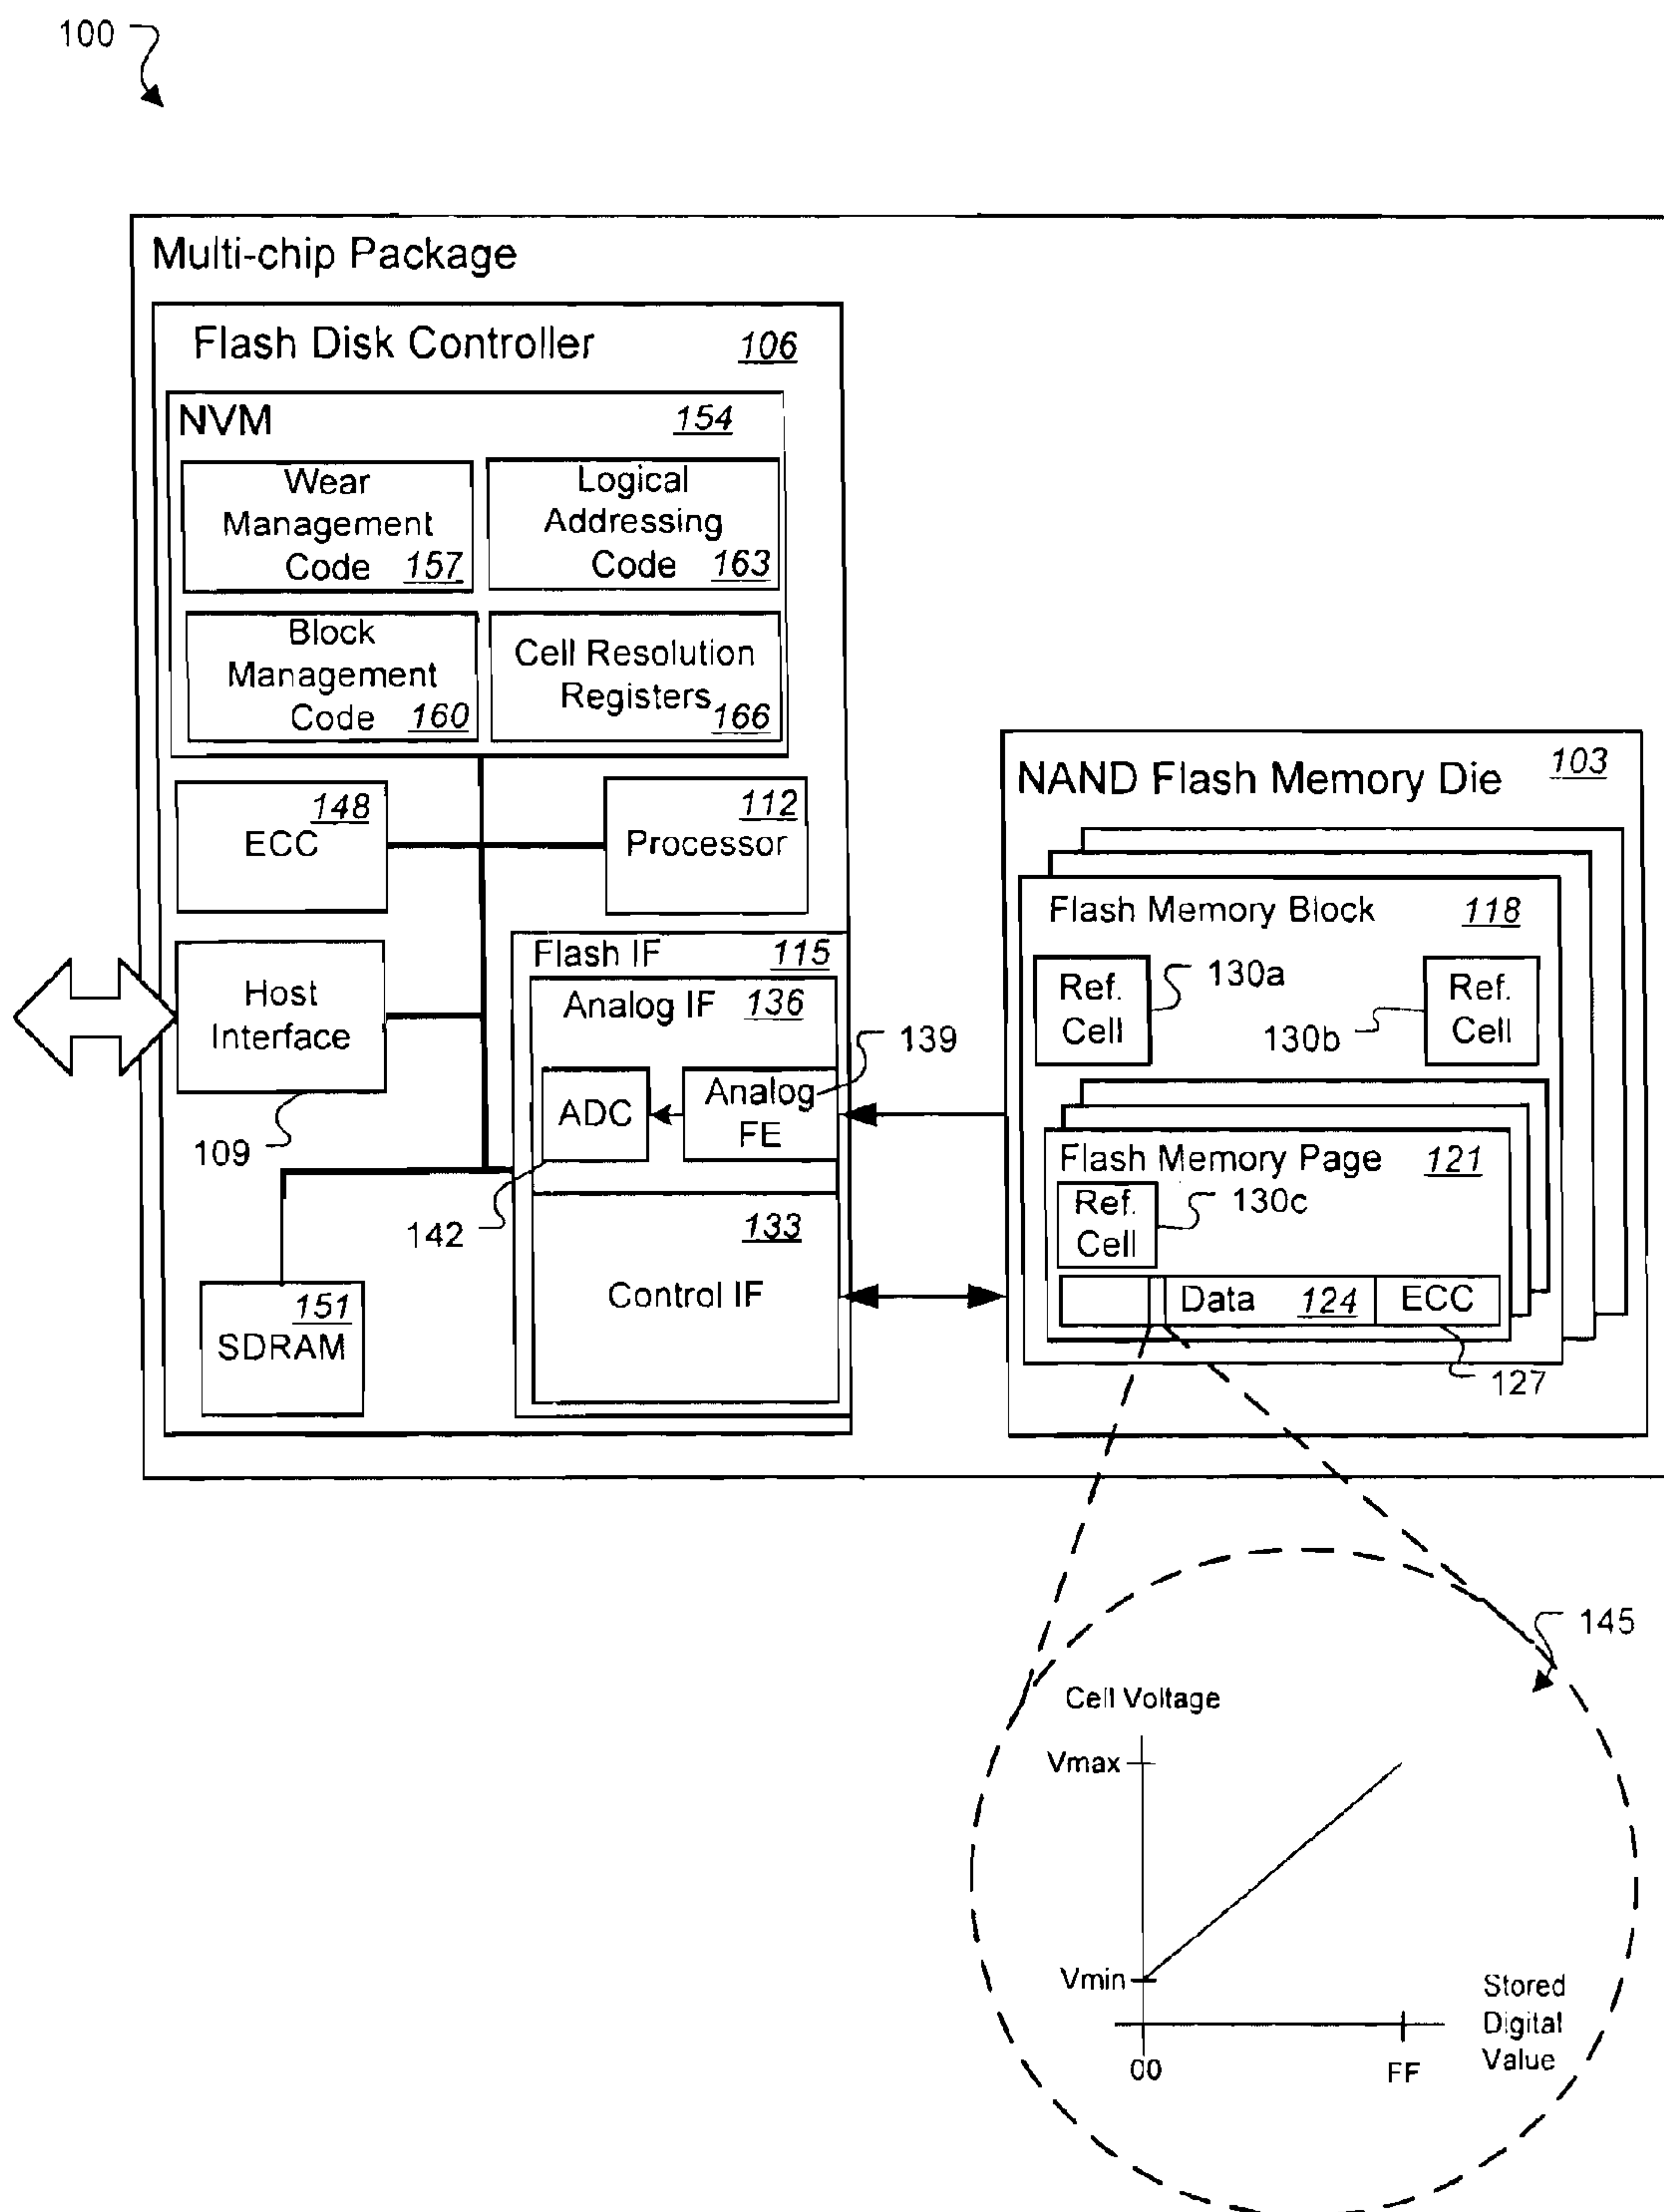 100
Multi-chip Package
Flash Disk Controller 106
NVM 154
Wear
Management
Code 157
Logical
Addressing
Code 163
Block
Management
Code 160
Cell Resolution
Registers 166
148
ECC
112
Processor
Host
Interface
109
Flash IF 115
Analog IF 136
139
ADC
Analog
FE
142
133
Control IF
151
SDRAM
NAND Flash Memory Die 103
Flash Memory Block 118
Ref.
Cell
130a
130b
Ref.
Cell
Flash Memory Page 121
Ref.
Cell
130c
Data 124
ECC
127
145
Cell Voltage
Vmax
Vmin
00
FF
Stored
Digital
Value